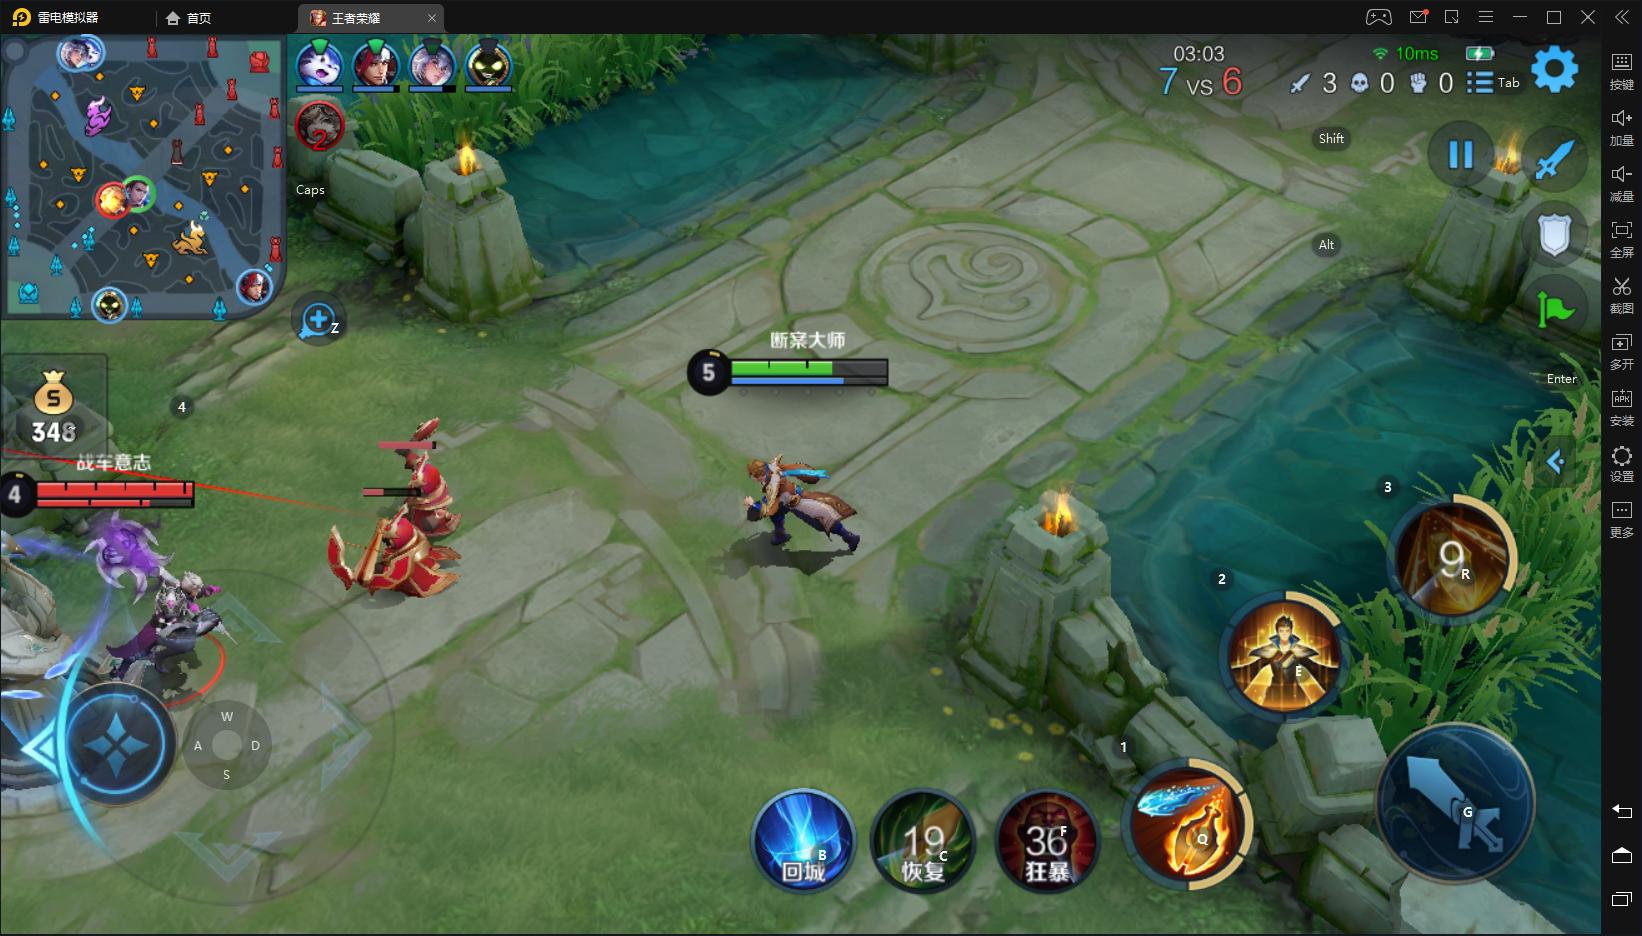 雷电模拟器
首页
王者荣耀
03:03
10ms
7 VS 6
3
0
0
Tab
按键
加量
减量
全屏
截图
多开
安装
设置
更多
2
Caps
Shift
Alt
Z
断案大师
5
Enter
348
4
战车意志
4
3
9
R
2
E
W
A
D
S
1
Q
G
B
回城
19
C
恢复
36
F
狂暴